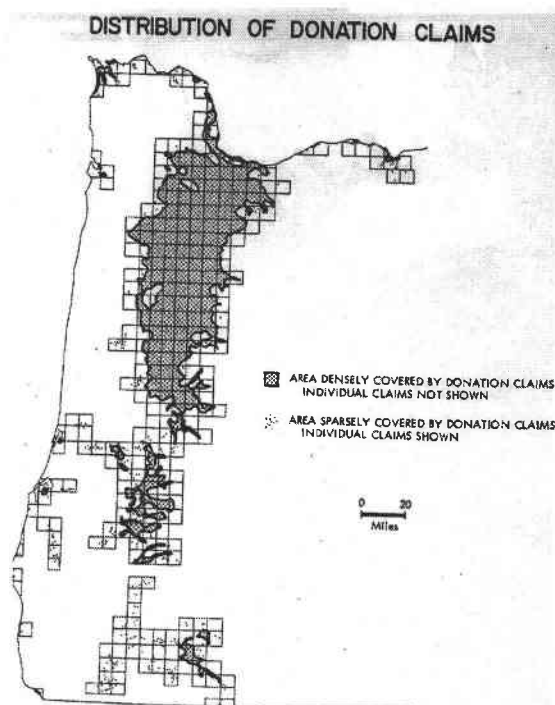 DISTRIBUTION OF DONATION CLAIMS
AREA DENSELY COVERED BY DONATION CLAIMS
INDIVIDUAL CLAIMS NOT SHOWN
AREA SPARSELY COVERED BY DONATION CLAIMS
INDIVIDUAL CLAIMS SHOWN
0 20
Miles